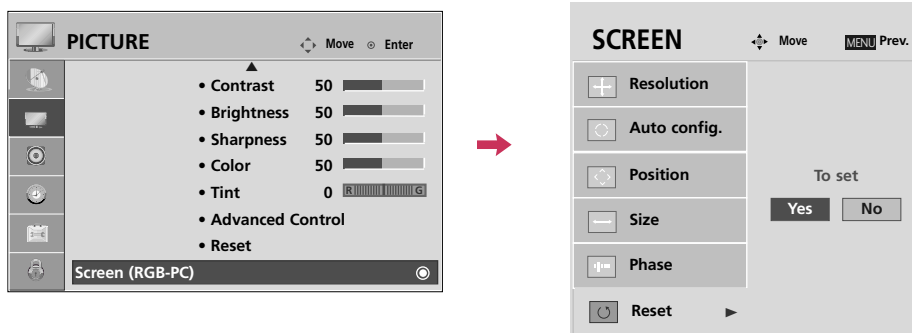 PICTURE
Move Enter
• Contrast 50
• Brightness 50
• Sharpness 50
• Color 50
• Tint 0 R G
• Advanced Control
• Reset
Screen (RGB-PC)
SCREEN
Move MENU Prev.
Resolution
Auto config.
Position
Size
Phase
Reset
To set
Yes No